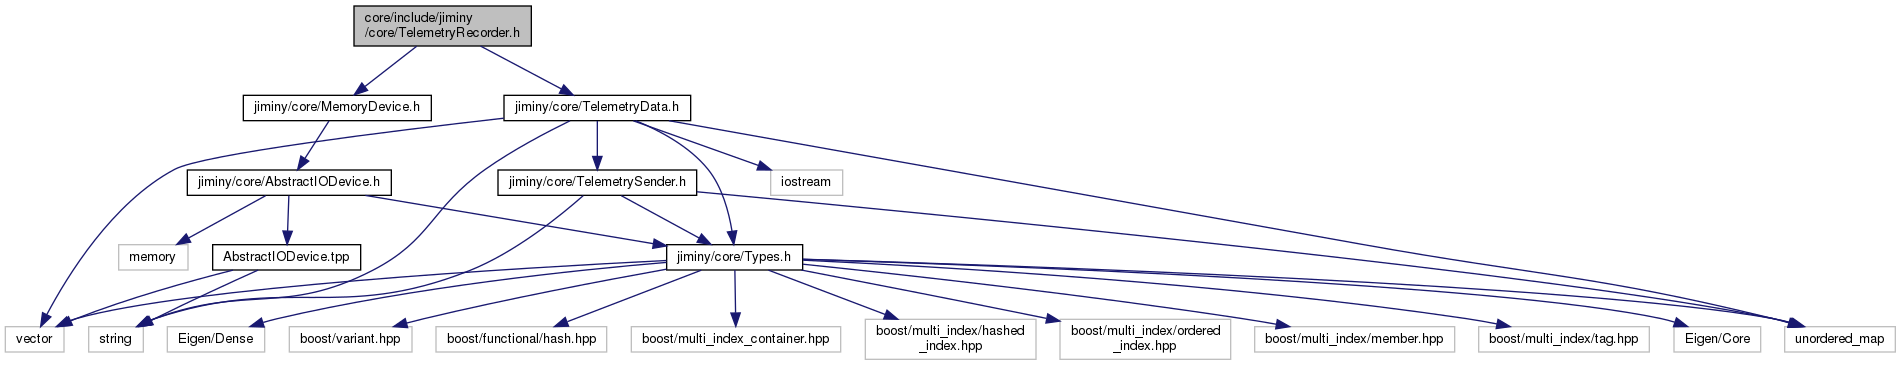 core/include/jiminy
/core/TelemetryRecorder.h
jiminy/core/MemoryDevice.h
jiminy/core/TelemetryData.h
jiminy/core/AbstractIODevice.h
jiminy/core/TelemetrySender.h
iostream
memory
AbstractIODevice.tpp
jiminy/core/Types.h
vector
string
Eigen/Dense
boost/variant.hpp
boost/functional/hash.hpp
boost/multi_index_container.hpp
boost/multi_index/hashed
_index.hpp
boost/multi_index/ordered
_index.hpp
boost/multi_index/member.hpp
boost/multi_index/tag.hpp
Eigen/Core
unordered_map